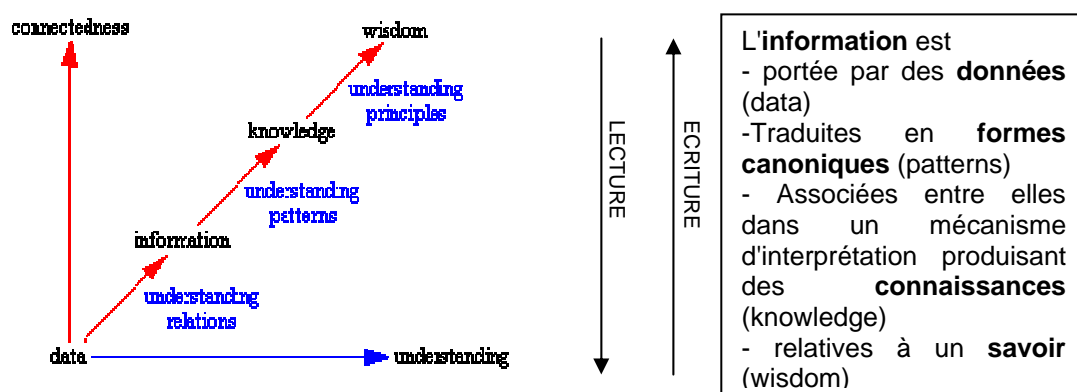 connectedness
wisdom
understanding
principles
knowledge
understanding
patterns
information
understanding
relations
data
understanding
LECTURE
ECRITURE
L'information est
- portée par des données
(data)
-Traduites en formes
canoniques (patterns)
- Associées entre elles
dans un mécanisme
d'interprétation produisant
des connaissances
(knowledge)
- relatives à un savoir
(wisdom)